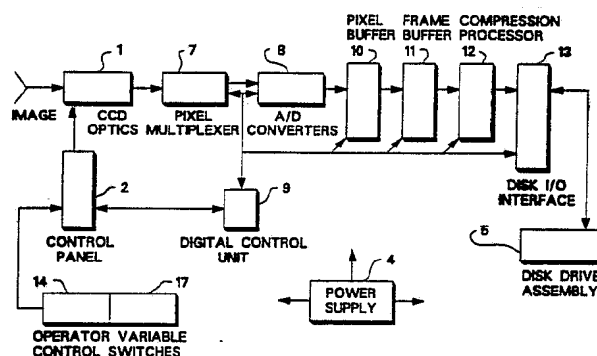 PIXEL FRAME COMPRESSION
BUFFER BUFFER PROCESSOR
1
7
8
10
11
12
13
IMAGE
CCD
OPTICS
PIXEL
MULTIPLEXER
A/D
CONVERTERS
2
9
DISK I/O
INTERFACE
CONTROL
PANEL
DIGITAL CONTROL
UNIT
5
4
14
17
POWER
SUPPLY
DISK DRIVE
ASSEMBLY
OPERATOR VARIABLE
CONTROL SWITCHES